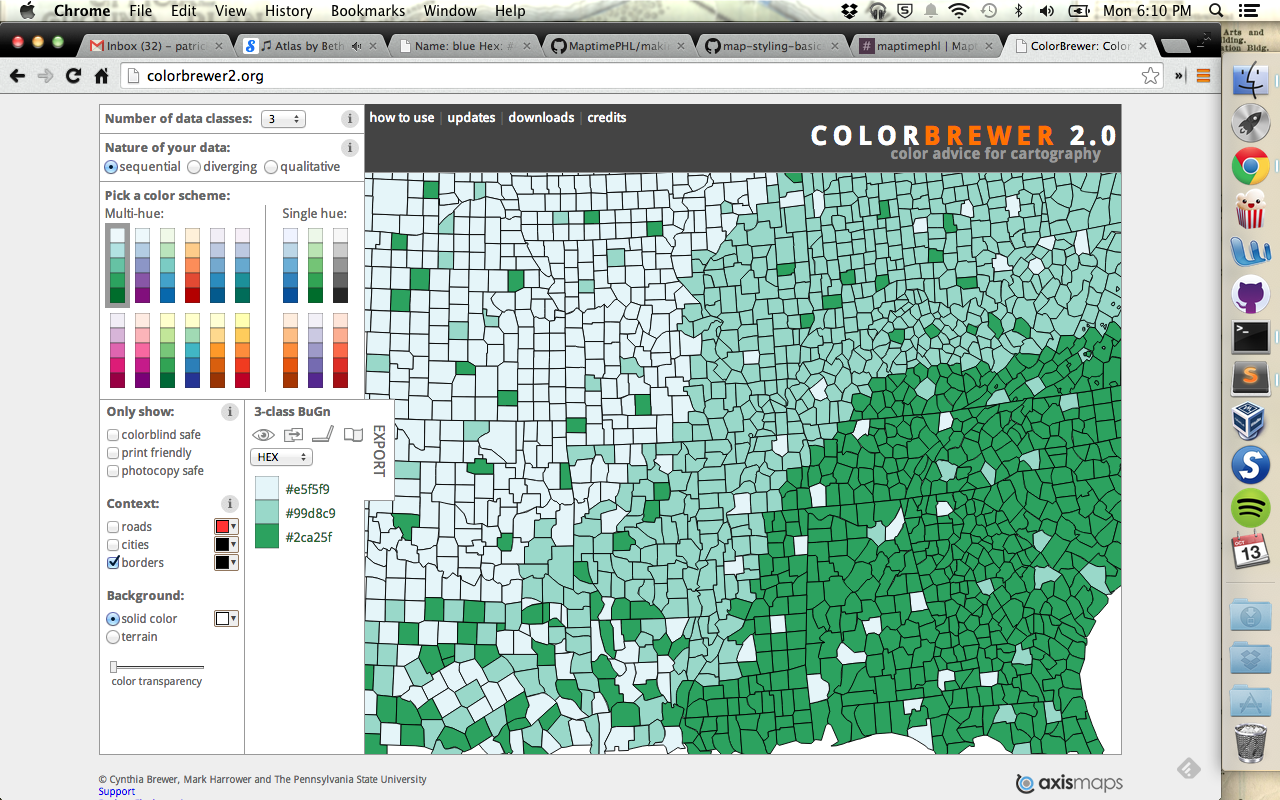 Chrome File Edit View History Bookmarks Window Help Mon 6:10 PM
Inbox (32) – patric × Atlas by Beth × Name: blue Hex: # × MaptimePHL/mak × map-styling-basic × maptimephl | Map × ColorBrewer: Color ×
Arts and
colorbrewer2.org »
Number of data classes: 3 i
how to use | updates | downloads | credits
COLORBREWER 2.0
color advice for cartography
Nature of your data: i
sequential diverging qualitative
Pick a color scheme:
Multi-hue: Single hue:
Only show: i
colorblind safe
print friendly
photocopy safe
Context: i
roads
cities
borders
Background:
solid color
terrain
color transparency
3-class BuGn
EXPORT
HEX
#e5f5f9
#99d8c9
#2ca25f
OCT
13
© Cynthia Brewer, Mark Harrower and The Pennsylvania State University
Support
axismaps